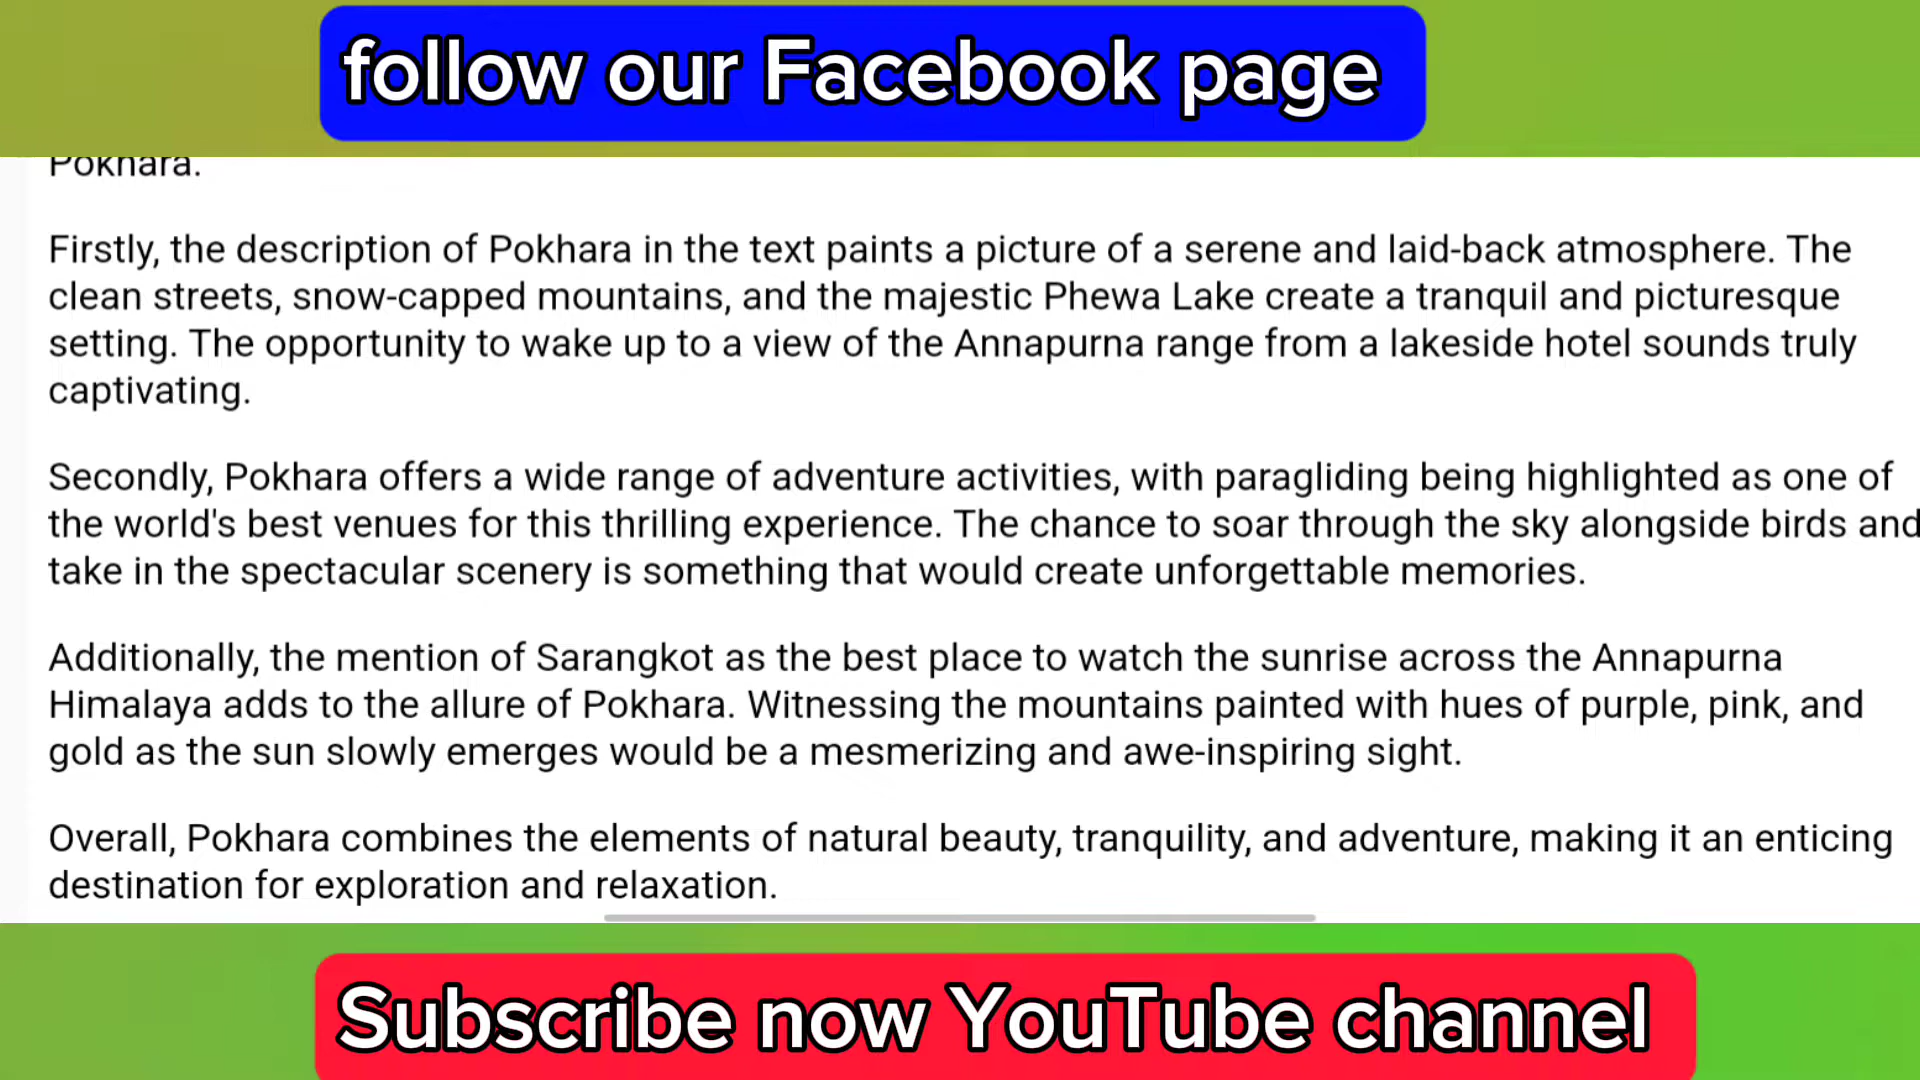 follow our Facebook page
Pokhara.
Firstly, the description of Pokhara in the text paints a picture of a serene and laid-back atmosphere. The
clean streets, snow-capped mountains, and the majestic Phewa Lake create a tranquil and picturesque
setting. The opportunity to wake up to a view of the Annapurna range from a lakeside hotel sounds truly
captivating.
Secondly, Pokhara offers a wide range of adventure activities, with paragliding being highlighted as one of
the world's best venues for this thrilling experience. The chance to soar through the sky alongside birds and
take in the spectacular scenery is something that would create unforgettable memories.
Additionally, the mention of Sarangkot as the best place to watch the sunrise across the Annapurna
Himalaya adds to the allure of Pokhara. Witnessing the mountains painted with hues of purple, pink, and
gold as the sun slowly emerges would be a mesmerizing and awe-inspiring sight.
Overall, Pokhara combines the elements of natural beauty, tranquility, and adventure, making it an enticing
destination for exploration and relaxation.
Subscribe now YouTube channel